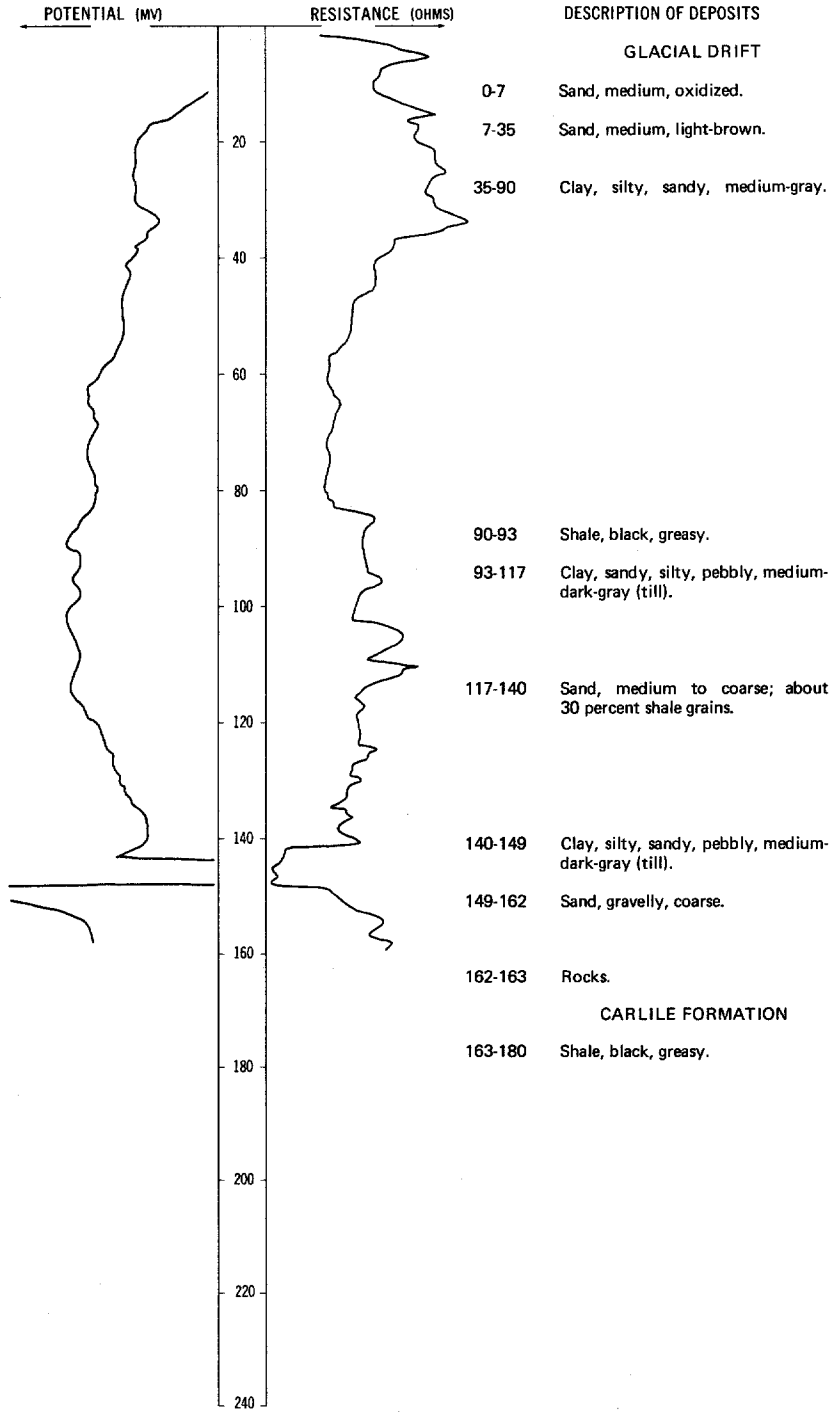 POTENTIAL (MV) RESISTANCE (OHMS) DESCRIPTION OF DEPOSITS
GLACIAL DRIFT
0-7 Sand, medium, oxidized.
7-35 Sand, medium, light-brown.
20
35-90 Clay, silty, sandy, medium-gray.
40
60
80
90-93 Shale, black, greasy.
93-117 Clay, sandy, silty, pebbly, medium-
dark-gray (till).
100
117-140 Sand, medium to coarse; about
30 percent shale grains.
120
140
140-149 Clay, silty, sandy, pebbly, medium-
dark-gray (till).
149-162 Sand, gravelly, coarse.
160
162-163 Rocks.
CARLILE FORMATION
163-180 Shale, black, greasy.
180
200
220
240